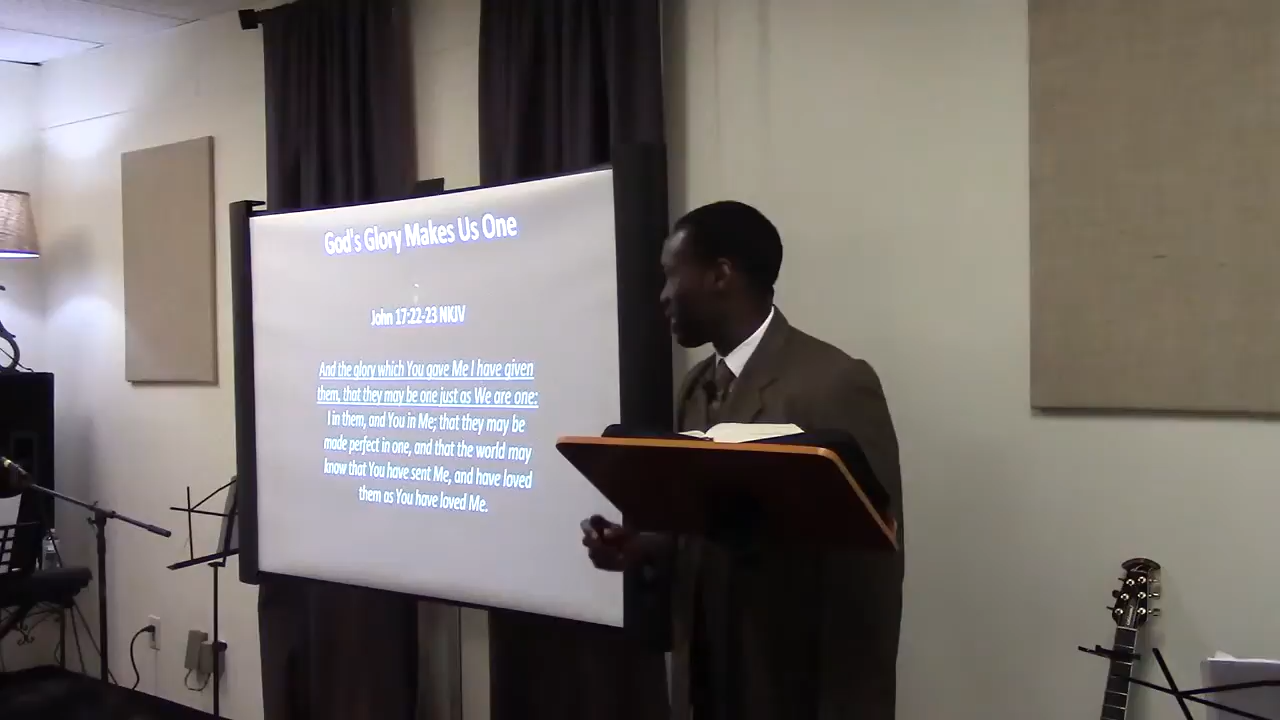 God's Glory Makes Us One
John 17:22-23 NKJV
And the glory which You gave Me I have given
them, that they may be one just as We are one:
I in them, and You in Me; that they may be
made perfect in one, and that the world may
know that You have sent Me, and have loved
them as You have loved Me.